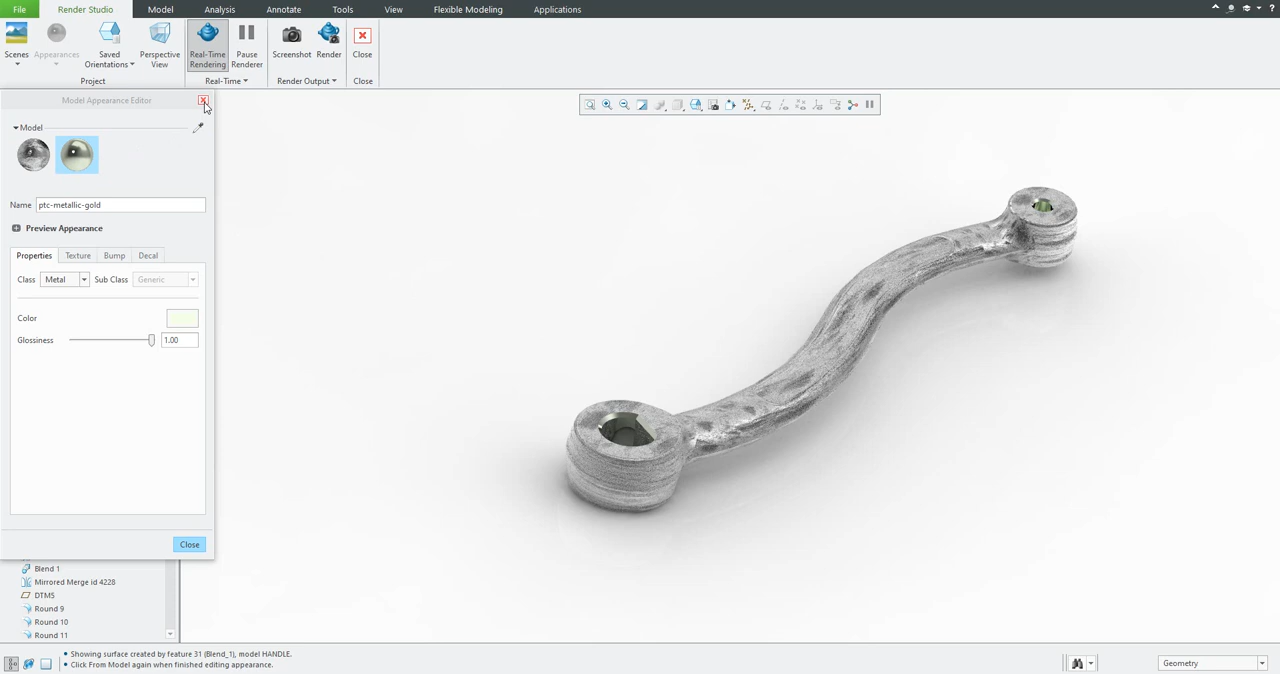 File Render Studio Model Analysis Annotate Tools View Flexible Modeling Applications
Scenes Appearances Saved Orientations Perspective View Real-Time Rendering Pause Renderer Screenshot Render Close
Project Real-Time Render Output Close
Model Appearance Editor
Model
Name ptc-metallic-gold
Preview Appearance
Properties Texture Bump Decal
Class Metal Sub Class Generic
Color
Glossiness 1.00
Close
Blend 1
Mirrored Merge id 4228
DTM5
Round 9
Round 10
Round 11
• Showing surface created by feature 31 (Blend_1), model HANDLE.
• Click From Model again when finished editing appearance.
Geometry